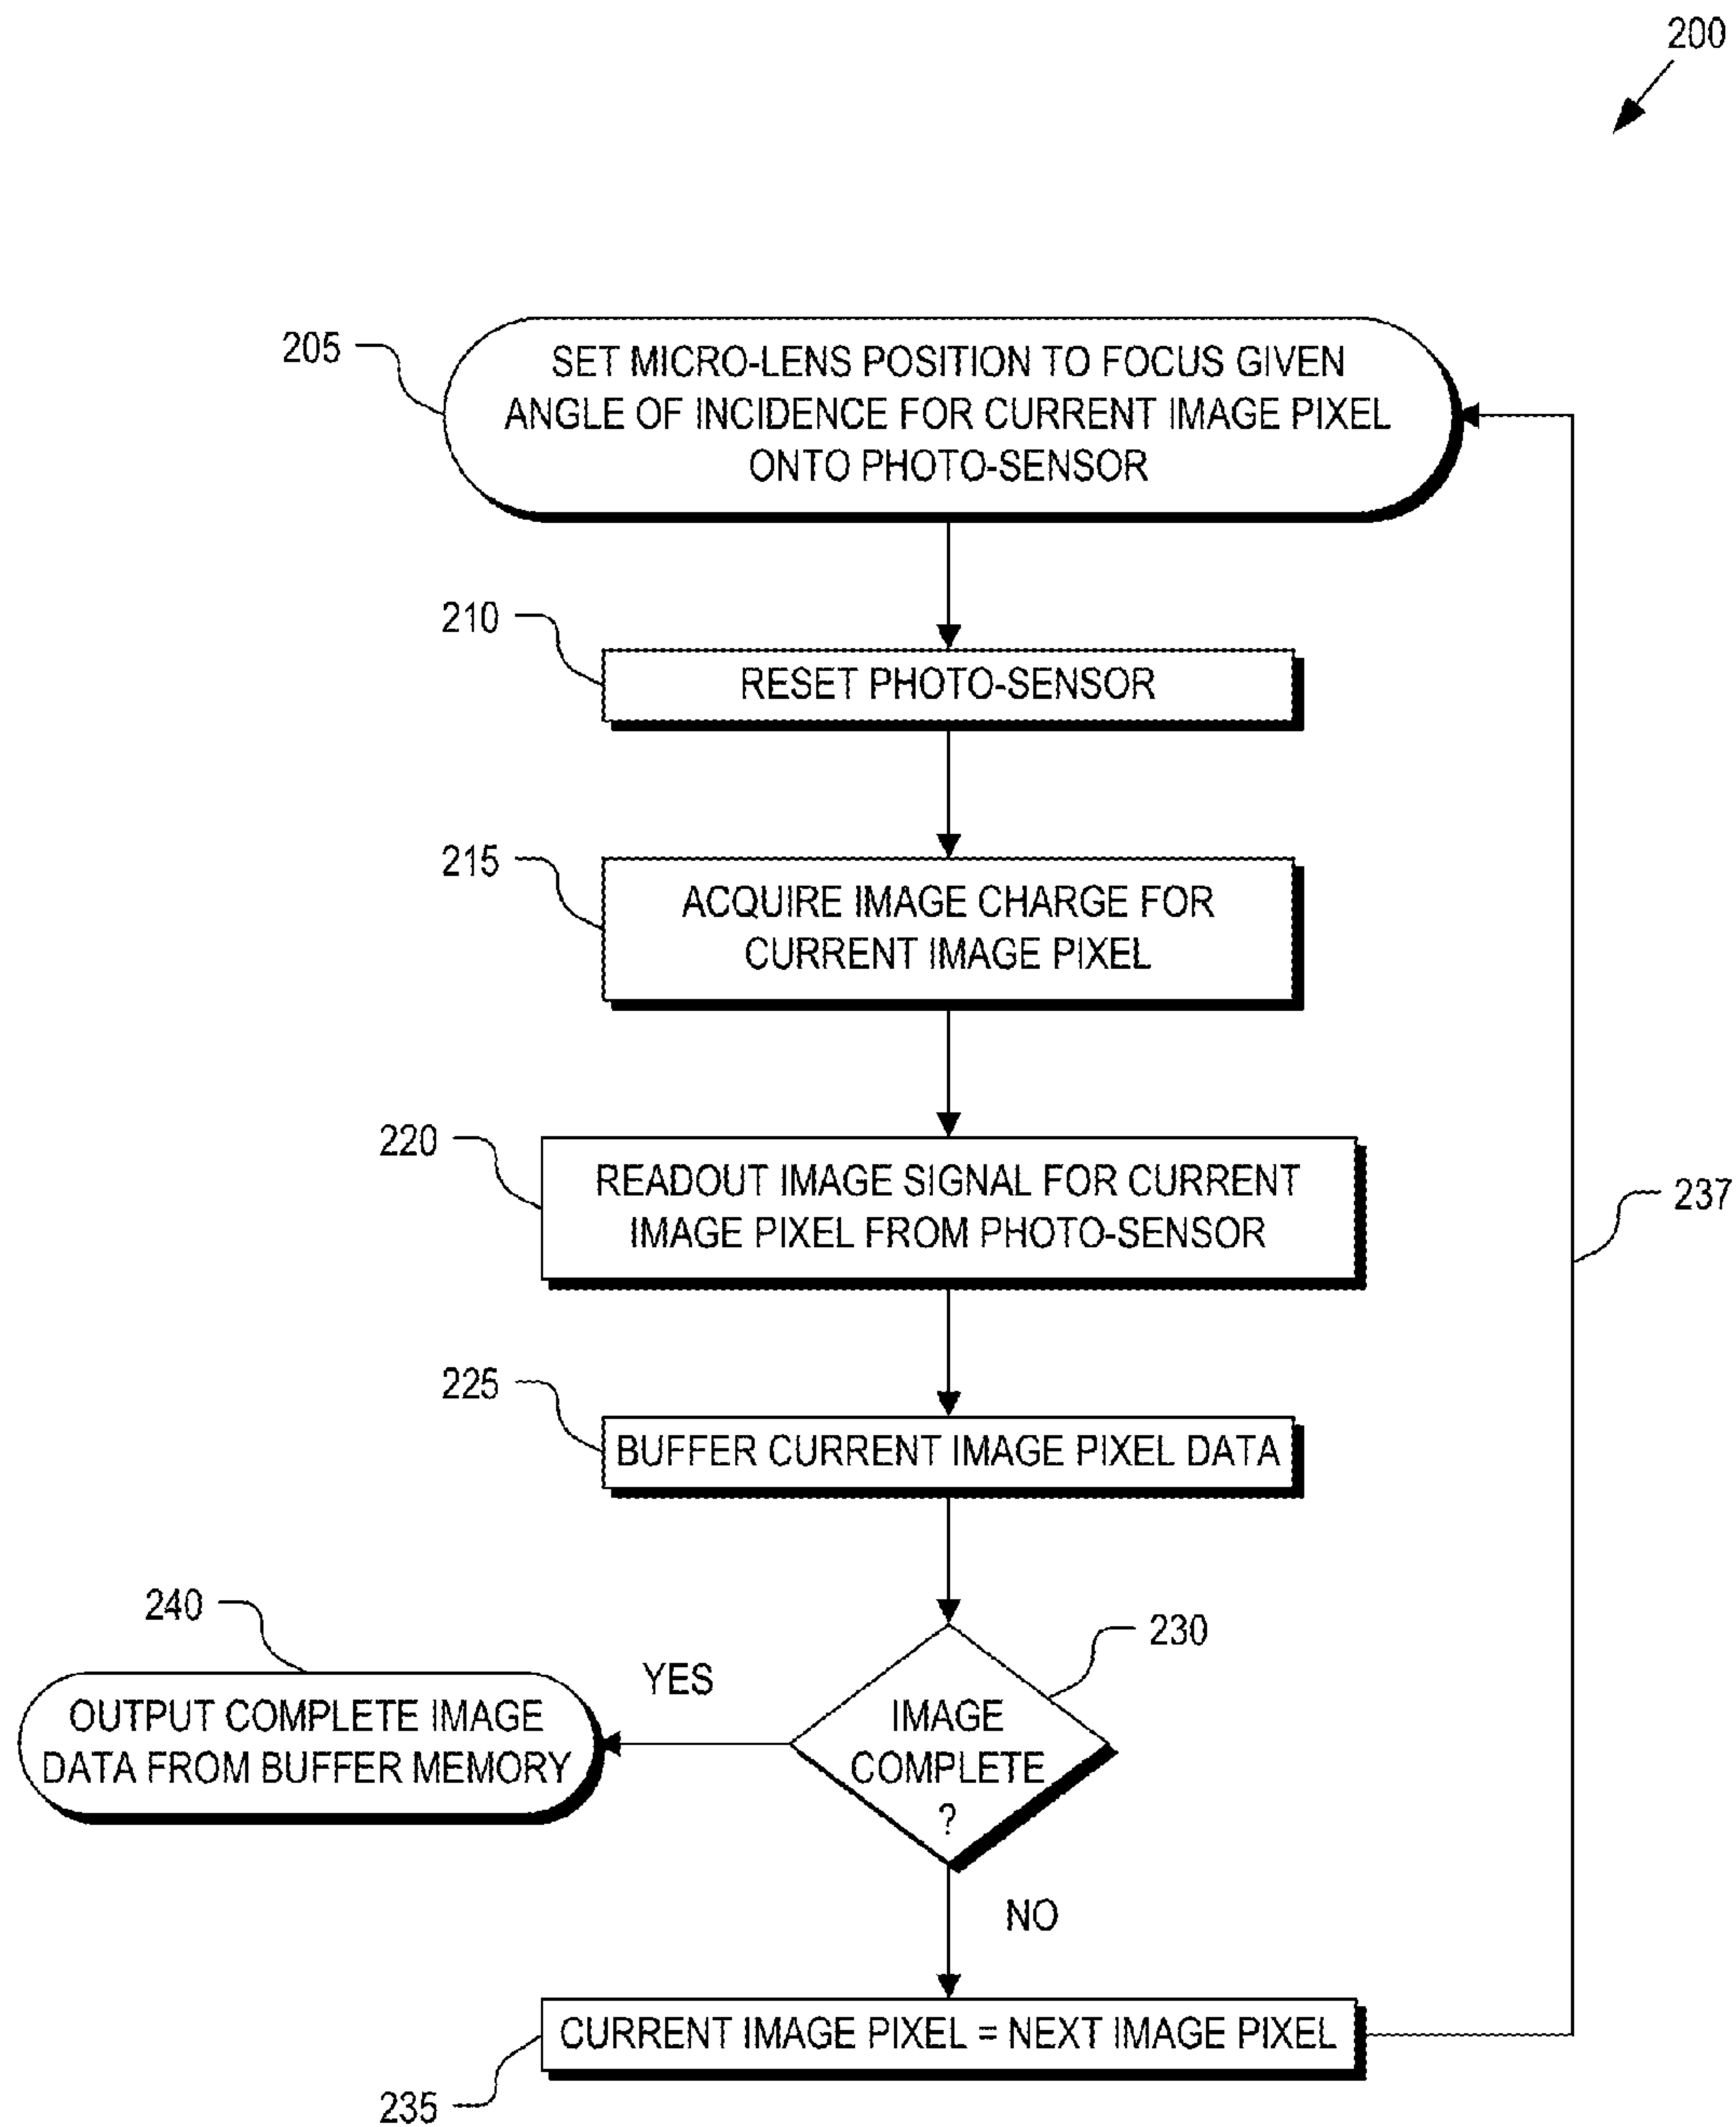 200
205
SET MICRO-LENS POSITION TO FOCUS GIVEN
ANGLE OF INCIDENCE FOR CURRENT IMAGE PIXEL
ONTO PHOTO-SENSOR
210
RESET PHOTO-SENSOR
215
ACQUIRE IMAGE CHARGE FOR
CURRENT IMAGE PIXEL
220
READOUT IMAGE SIGNAL FOR CURRENT
IMAGE PIXEL FROM PHOTO-SENSOR
237
225
BUFFER CURRENT IMAGE PIXEL DATA
240
OUTPUT COMPLETE IMAGE
DATA FROM BUFFER MEMORY
YES
230
IMAGE
COMPLETE
?
NO
CURRENT IMAGE PIXEL = NEXT IMAGE PIXEL
235